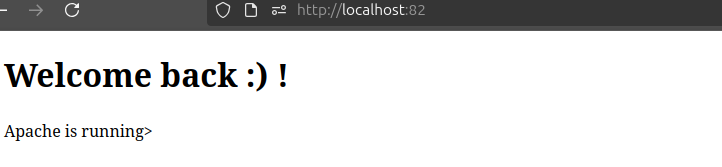 http://localhost:82
Welcome back :) !
Apache is running>